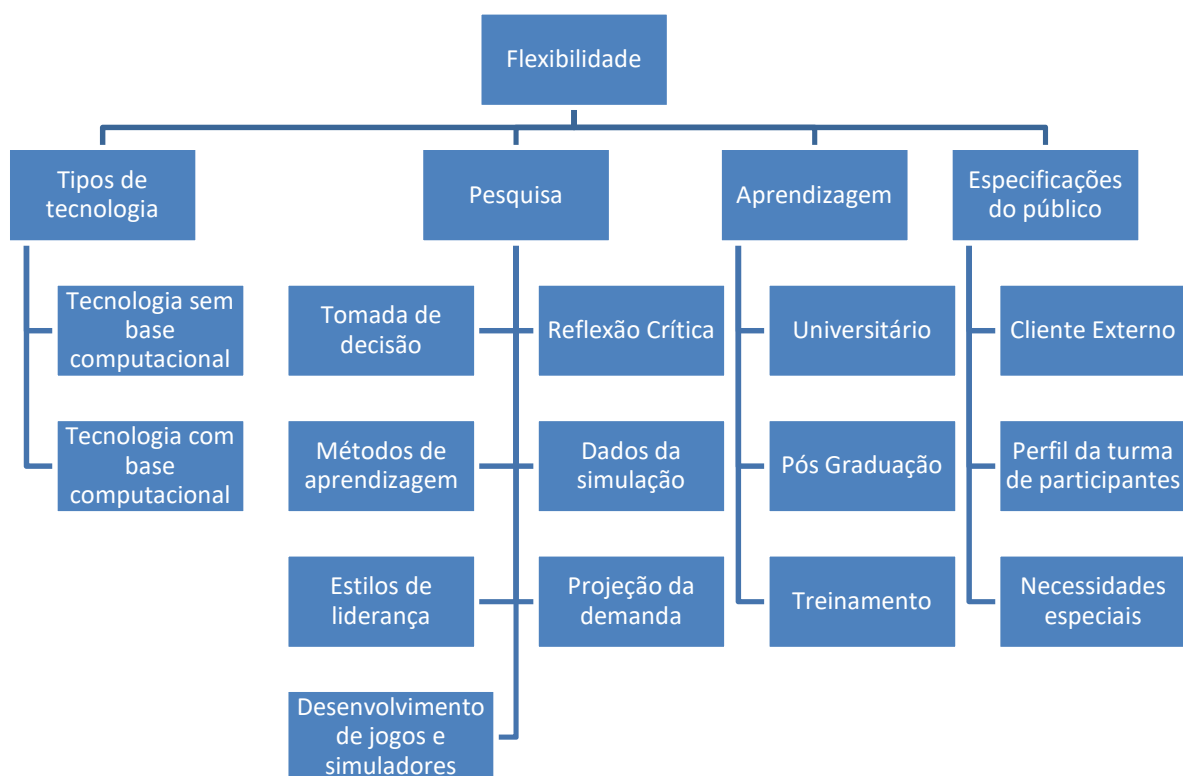 Flexibilidade
Tipos de
tecnologia
Pesquisa
Aprendizagem
Especificações
do público
Tecnologia sem
base
computacional
Tomada de
decisão
Reflexão Crítica
Universitário
Cliente Externo
Tecnologia com
base
computacional
Métodos de
aprendizagem
Dados da
simulação
Pós Graduação
Perfil da turma
de participantes
Estilos de
liderança
Projeção da
demanda
Treinamento
Necessidades
especiais
Desenvolvimento
de jogos e
simuladores